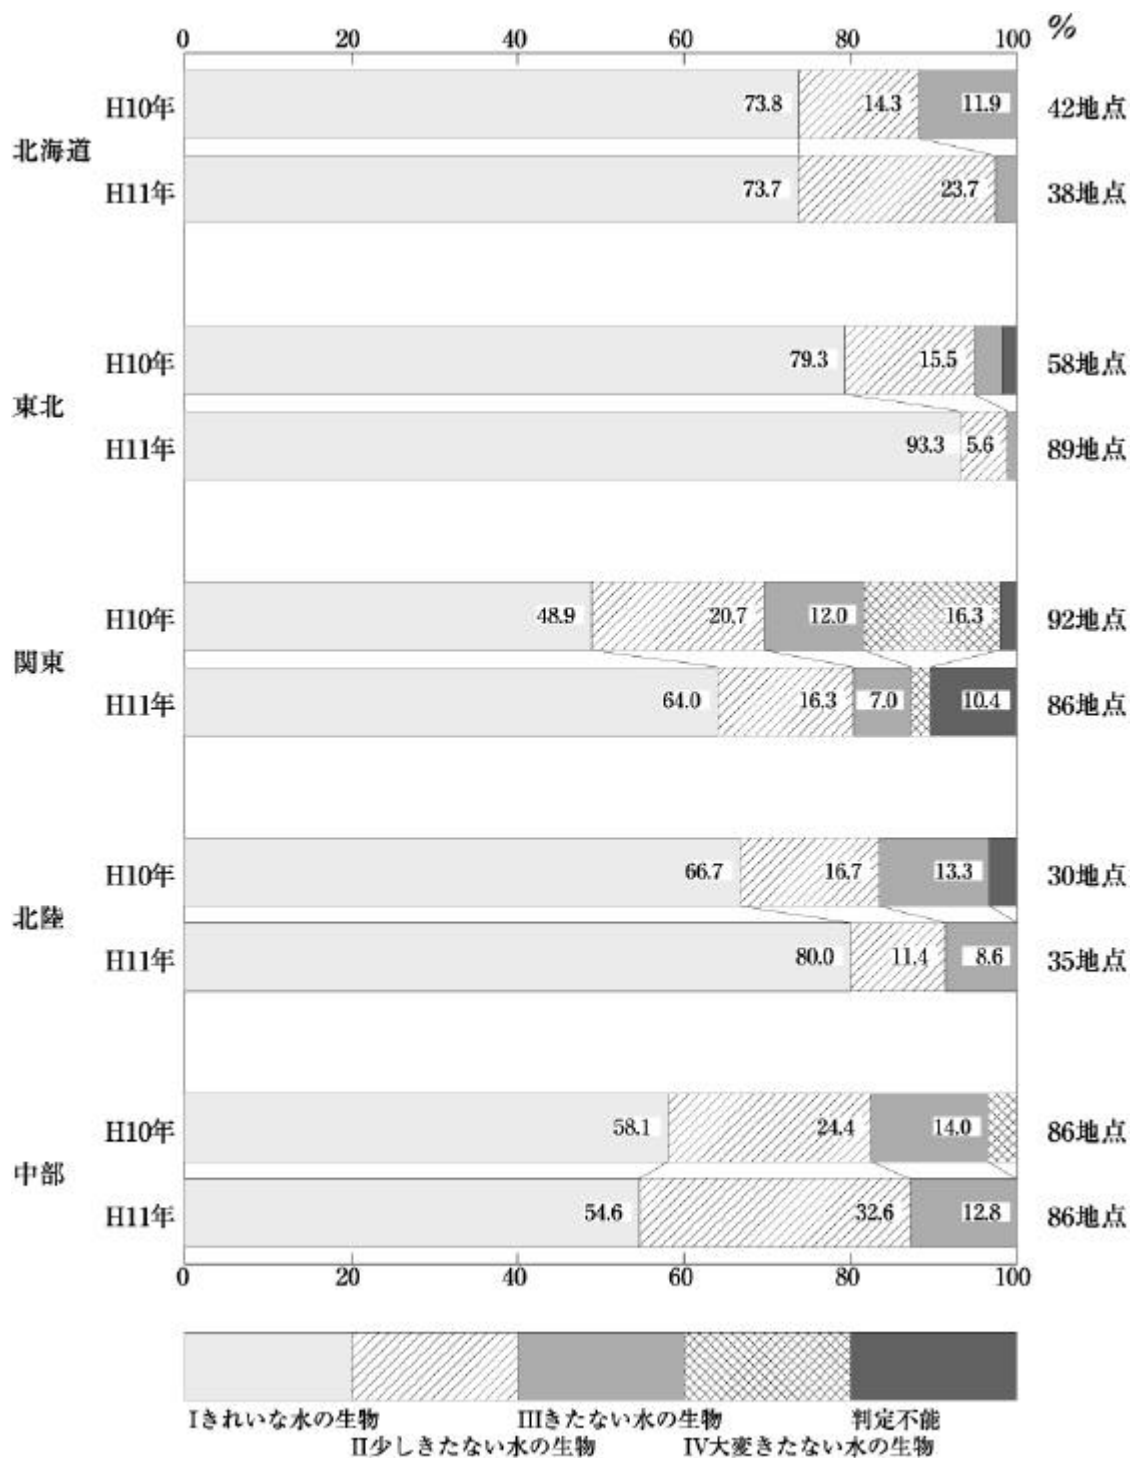 %
0 20 40 60 80 100
北海道
H10年 73.8 14.3 11.9 42地点
H11年 73.7 23.7 38地点
東北
H10年 79.3 15.5 58地点
H11年 93.3 5.6 89地点
関東
H10年 48.9 20.7 12.0 16.3 92地点
H11年 64.0 16.3 7.0 10.4 86地点
北陸
H10年 66.7 16.7 13.3 30地点
H11年 80.0 11.4 8.6 35地点
中部
H10年 58.1 24.4 14.0 86地点
H11年 54.6 32.6 12.8 86地点
0 20 40 60 80 100
Iきれいな水の生物 IIIきたない水の生物 判定不能
II少しきたない水の生物 IV大変きたない水の生物